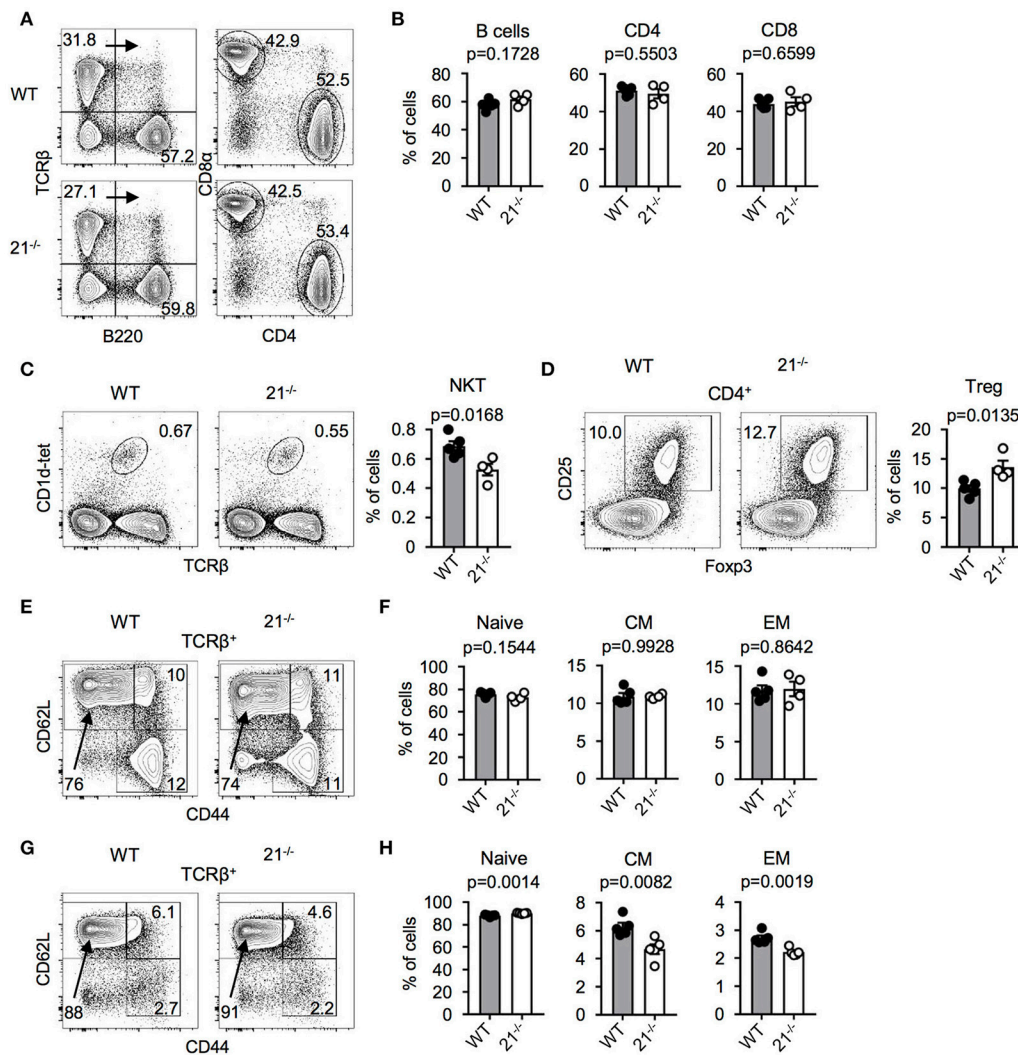 A
31.8
42.9
52.5
57.2
WT
TCRβ
CD8α
27.1
42.5
53.4
59.8
21-/-
B220
CD4
B
B cells
CD4
CD8
p=0.1728
p=0.5503
p=0.6599
% of cells
80
60
40
20
0
60
40
20
0
60
40
20
0
WT
21-/-
WT
21-/-
WT
21-/-
C
WT
21-/-
NKT
p=0.0168
0.67
0.55
CD1d-tet
TCRβ
% of cells
0.8
0.6
0.4
0.2
0
WT
21-/-
D
WT
21-/-
CD4+
Treg
p=0.0135
10.0
12.7
CD25
Foxp3
% of cells
20
15
10
5
0
WT
21-/-
E
WT
21-/-
TCRβ+
10
11
CD62L
76
12
74
11
CD44
F
Naive
CM
EM
p=0.1544
p=0.9928
p=0.8642
% of cells
100
80
60
40
20
0
15
10
5
0
15
10
5
0
WT
21-/-
WT
21-/-
WT
21-/-
G
WT
21-/-
TCRβ+
6.1
4.6
CD62L
88
2.7
91
2.2
CD44
H
Naive
CM
EM
p=0.0014
p=0.0082
p=0.0019
% of cells
100
80
60
40
20
0
8
6
4
2
0
4
3
2
1
0
WT
21-/-
WT
21-/-
WT
21-/-